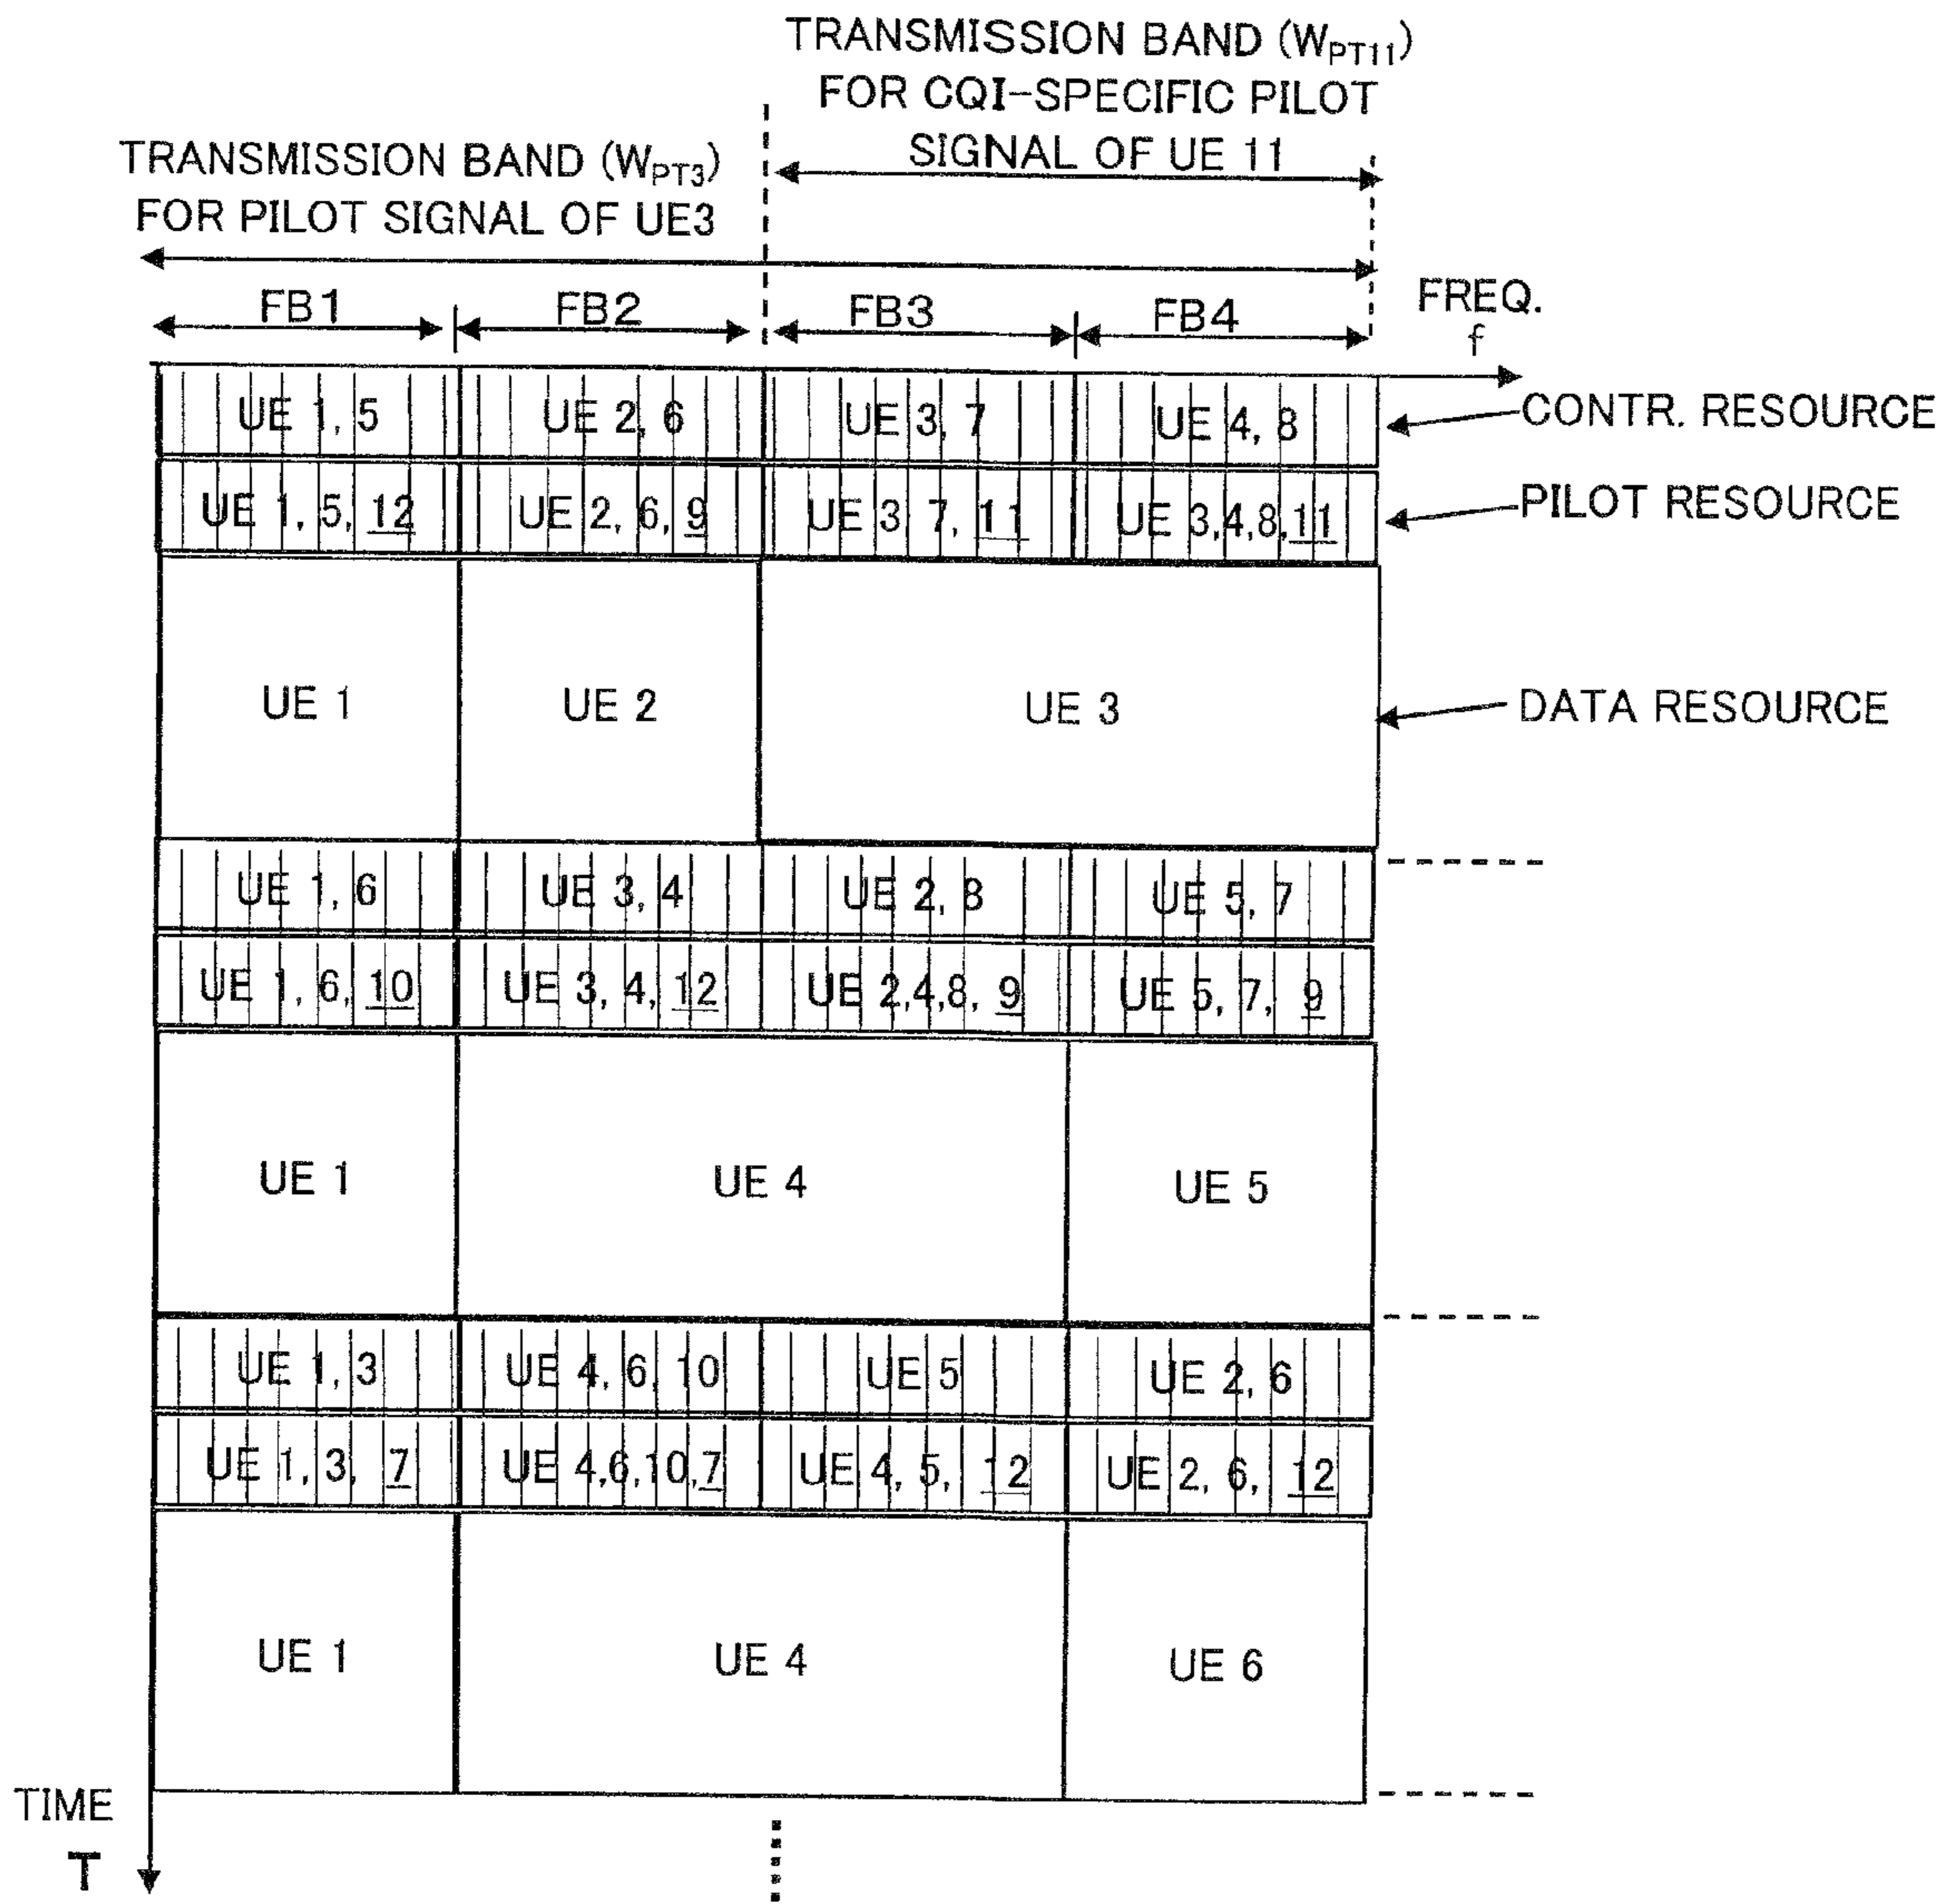 TRANSMISSION BAND (WPT11)
FOR CQI-SPECIFIC PILOT
SIGNAL OF UE 11
TRANSMISSION BAND (WPT3)
FOR PILOT SIGNAL OF UE3
FB1 FB2 FB3 FB4 FREQ.
f
UE 1, 5 UE 2, 6 UE 3, 7 UE 4, 8 CONTR. RESOURCE
UE 1, 5, 12 UE 2, 6, 9 UE 3 7, 11 UE 3,4,8,11 PILOT RESOURCE
UE 1 UE 2 UE 3 DATA RESOURCE
UE 1, 6 UE 3, 4 UE 2, 8 UE 5, 7
UE 1, 6, 10 UE 3, 4, 12 UE 2,4,8, 9 UE 5, 7, 9
UE 1 UE 4 UE 5
UE 1, 3 UE 4, 6, 10 UE 5 UE 2, 6
UE 1, 3, 7 UE 4,6,10,7 UE 4, 5, 12 UE 2, 6, 12
UE 1 UE 4 UE 6
TIME
T